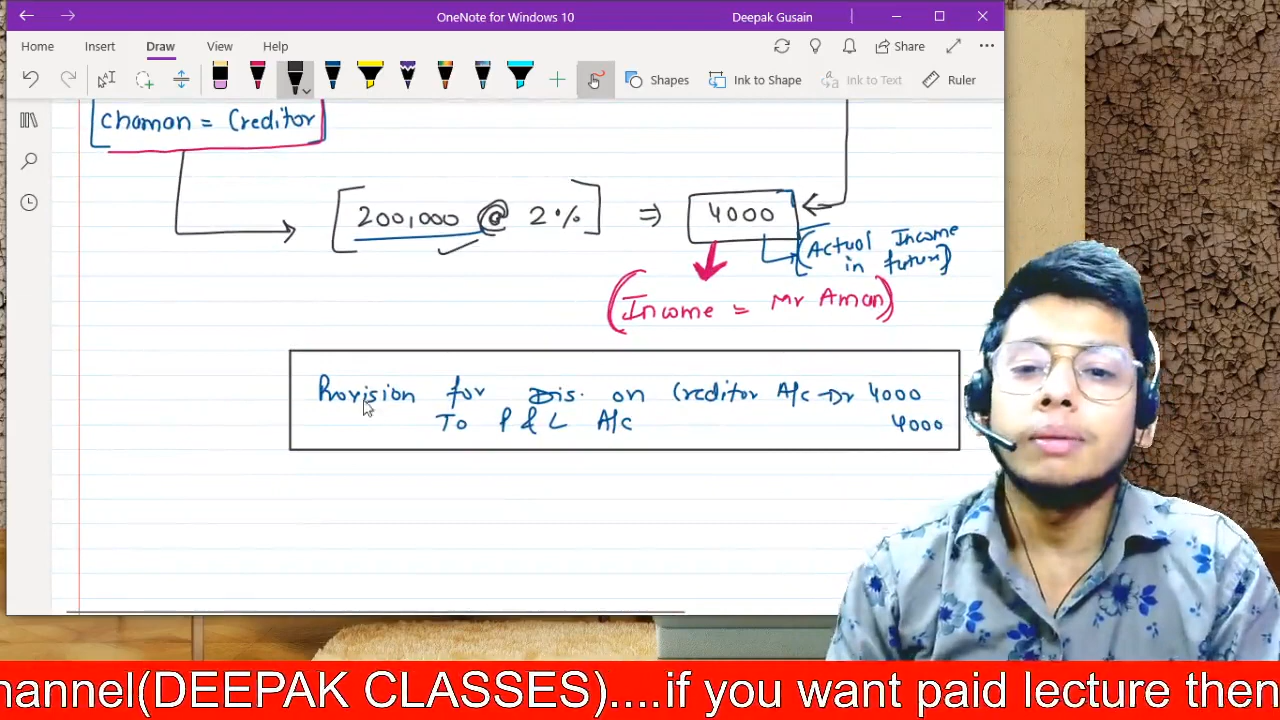 OneNote for Windows 10
Deepak Gusain
Home Insert Draw View Help
Share
Shapes Ink to Shape Ink to Text Ruler
Chaman = Creditor
200,000 @ 2% ⇒ 4000
(Actual Income in future)
(Income = Mr Aman)
Provision for Dis. on Creditor A/c Dr 4000
To P & L A/c 4000
hannel(DEEPAK CLASSES)....if you want paid lecture then